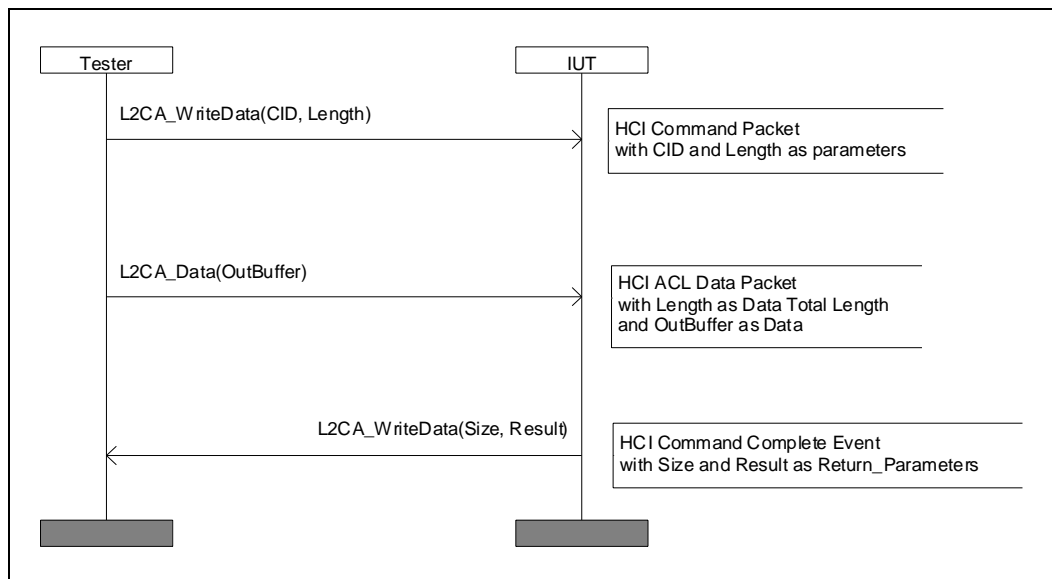 Tester
IUT
L2CA_WriteData(CID, Length)
HCI Command Packet
with CID and Length as parameters
L2CA_Data(OutBuffer)
HCI ACL Data Packet
with Length as Data Total Length
and OutBuffer as Data
L2CA_WriteData(Size, Result)
HCI Command Complete Event
with Size and Result as Return_Parameters